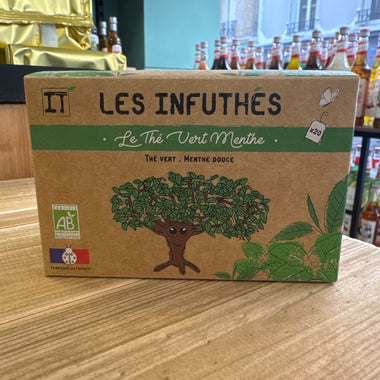 IT
LES INFUTHÉS
· Le Thé Vert Menthe ·
x20
THÉ VERT . MENTHE DOUCE
AB
FABRIQUÉ EN FRANCE